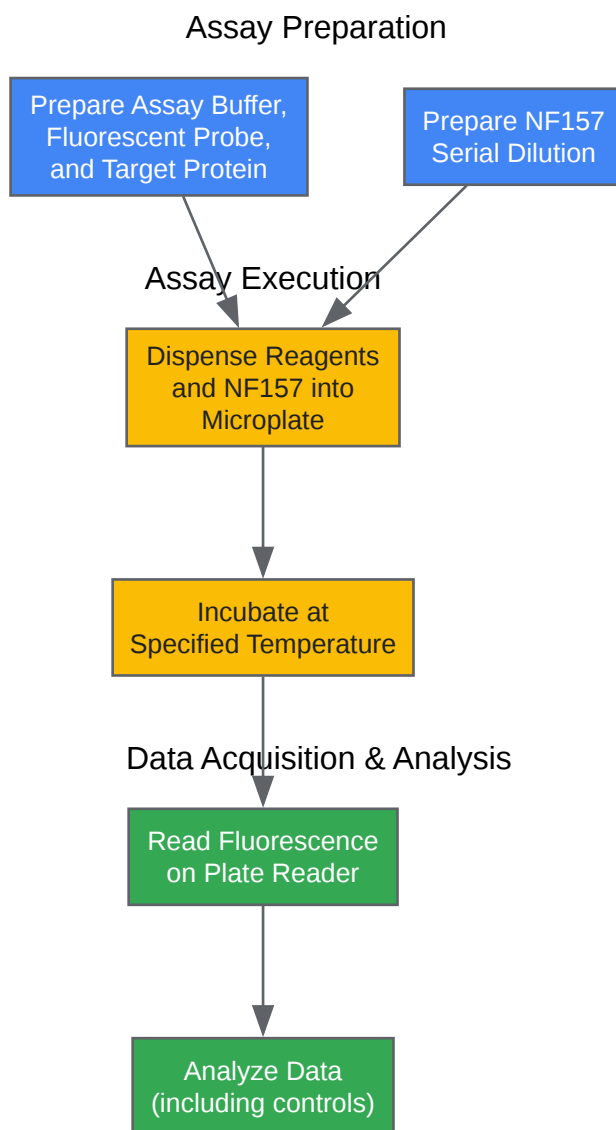 Assay Preparation
Prepare Assay Buffer,
Fluorescent Probe,
and Target Protein
Prepare NF157
Serial Dilution
Assay Execution
Dispense Reagents
and NF157 into
Microplate
Incubate at
Specified Temperature
Data Acquisition & Analysis
Read Fluorescence
on Plate Reader
Analyze Data
(including controls)